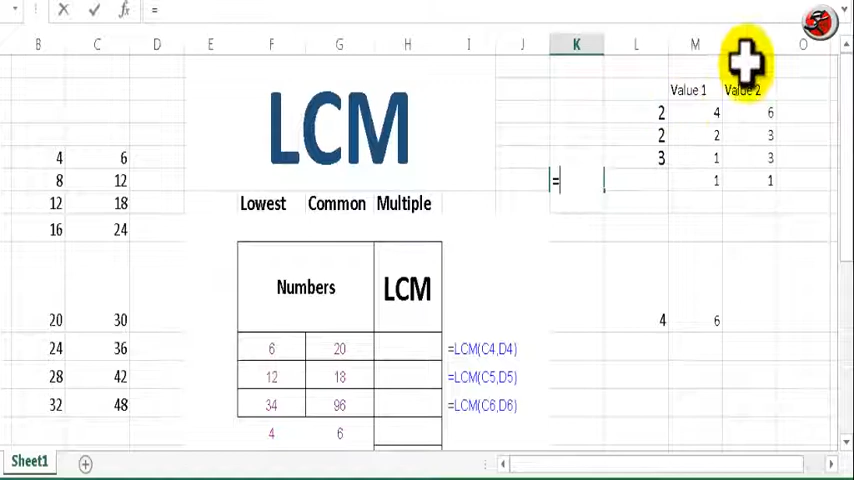 =
B C D E F G H I J K L M O
LCM
Value 1 Value 2
2 4 6
2 2 3
4 6 3 1 3
8 12 = 1 1
12 18 Lowest Common Multiple
16 24
Numbers LCM
20 30 4 6
24 36 6 20 =LCM(C4,D4)
28 42 12 18 =LCM(C5,D5)
32 48 34 96 =LCM(C6,D6)
4 6
Sheet1